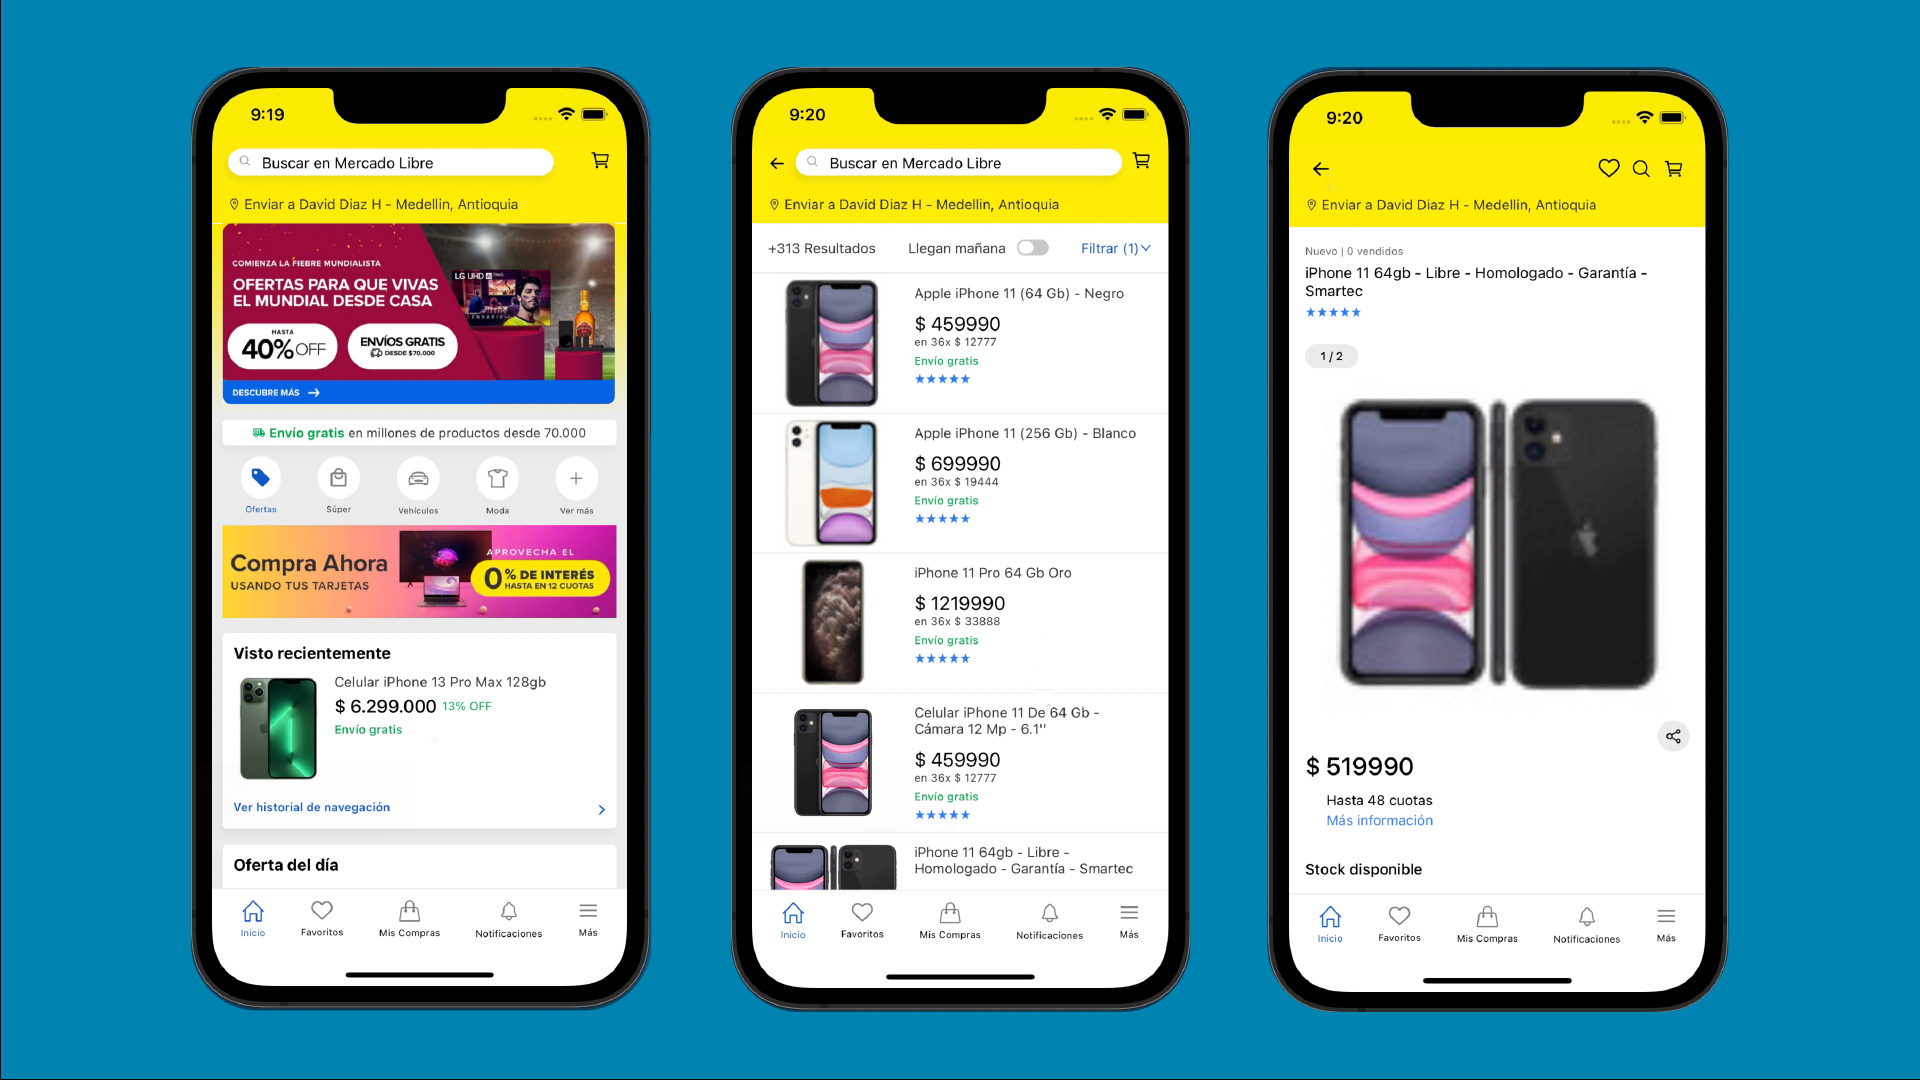 9:19
Buscar en Mercado Libre
Enviar a David Diaz H - Medellin, Antioquia
COMIENZA LA FIEBRE MUNDIALISTA
OFERTAS PARA QUE VIVAS
EL MUNDIAL DESDE CASA
LG UHD AI
HASTA
40% OFF
ENVÍOS GRATIS
DESDE $70.000
DESCUBRE MÁS
Envío gratis en millones de productos desde 70.000
Ofertas
Súper
Vehículos
Moda
Ver más
Compra Ahora
USANDO TUS TARJETAS
APROVECHA EL
0% DE INTERÉS
HASTA EN 12 CUOTAS
Visto recientemente
Celular iPhone 13 Pro Max 128gb
$ 6.299.000 13% OFF
Envío gratis
Ver historial de navegación
Oferta del día
Inicio
Favoritos
Mis Compras
Notificaciones
Más
9:20
Buscar en Mercado Libre
Enviar a David Diaz H - Medellin, Antioquia
+313 Resultados
Llegan mañana
Filtrar (1)
Apple iPhone 11 (64 Gb) - Negro
$ 459990
en 36x $ 12777
Envío gratis
Apple iPhone 11 (256 Gb) - Blanco
$ 699990
en 36x $ 19444
Envío gratis
iPhone 11 Pro 64 Gb Oro
$ 1219990
en 36x $ 33888
Envío gratis
Celular iPhone 11 De 64 Gb -
Cámara 12 Mp - 6.1''
$ 459990
en 36x $ 12777
Envío gratis
iPhone 11 64gb - Libre -
Homologado - Garantía - Smartec
Inicio
Favoritos
Mis Compras
Notificaciones
Más
9:20
Enviar a David Diaz H - Medellin, Antioquia
Nuevo | 0 vendidos
iPhone 11 64gb - Libre - Homologado - Garantía -
Smartec
1 / 2
$ 519990
Hasta 48 cuotas
Más información
Stock disponible
Inicio
Favoritos
Mis Compras
Notificaciones
Más